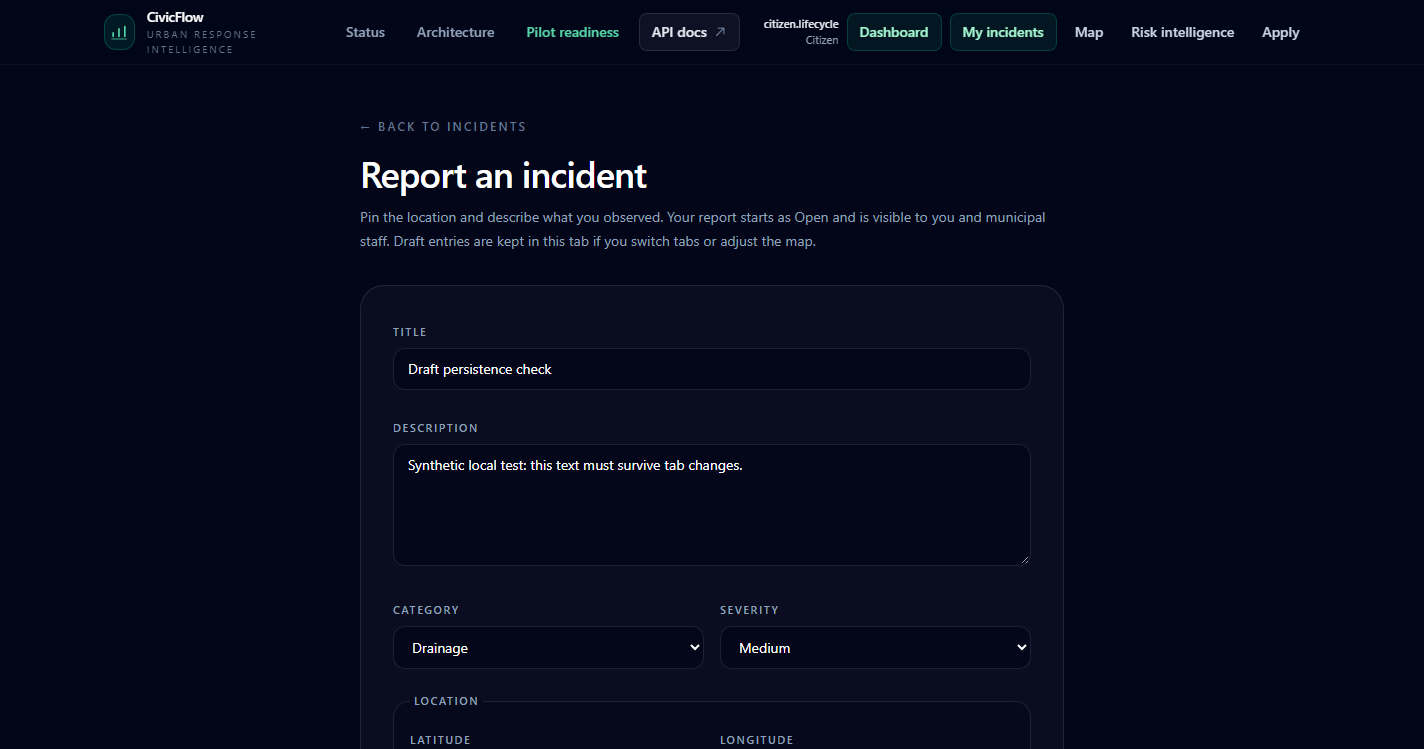 CivicFlow
URBAN RESPONSE
INTELLIGENCE
Status
Architecture
Pilot readiness
API docs ↗
citizen.lifecycle
Citizen
Dashboard
My incidents
Map
Risk intelligence
Apply
← BACK TO INCIDENTS
Report an incident
Pin the location and describe what you observed. Your report starts as Open and is visible to you and municipal
staff. Draft entries are kept in this tab if you switch tabs or adjust the map.
TITLE
Draft persistence check
DESCRIPTION
Synthetic local test: this text must survive tab changes.
CATEGORY
SEVERITY
Drainage
Medium
LOCATION
LATITUDE
LONGITUDE